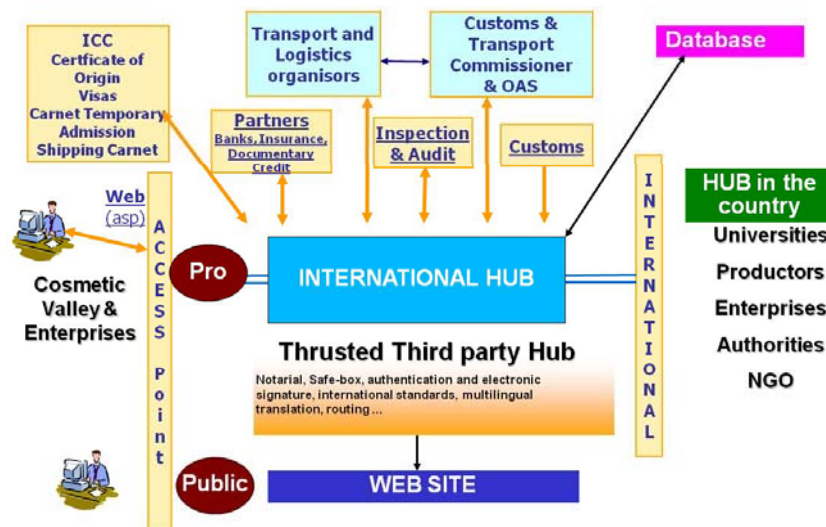 ICC
Certficate of
Origin
Visas
Carnet Temporary
Admission
Shipping Carnet
Transport and
Logistics
organisors
Customs &
Transport
Commissioner
& OAS
Database
Partners
Banks, Insurance,
Documentary
Credit
Inspection
& Audit
Customs
Web
(asp)
ACCESS Point
Cosmetic
Valley &
Enterprises
Pro
INTERNATIONAL HUB
INTERNATIONAL
HUB in the
country
Universities
Productors
Enterprises
Authorities
NGO
Thrusted Third party Hub
Notarial, Safe-box, authentication and electronic
signature, international standards, multilingual
translation, routing ...
Public
WEB SITE